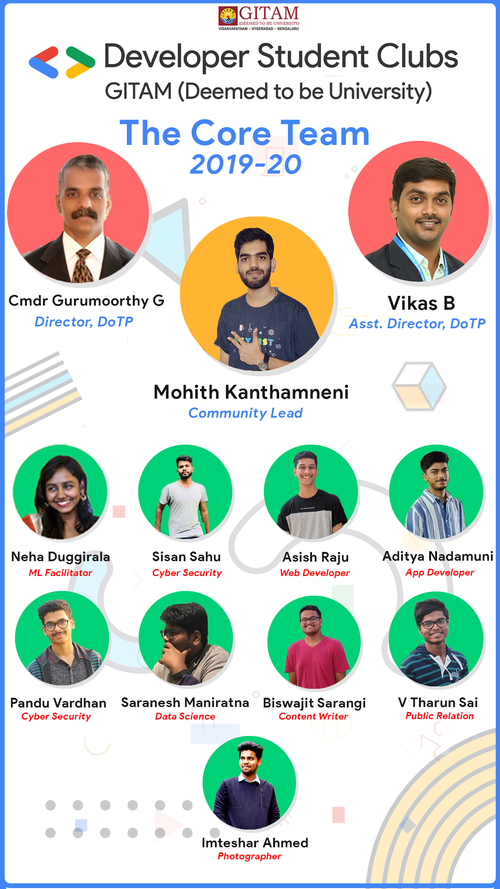 GITAM
(DEEMED TO BE UNIVERSITY)
VISAKHAPATNAM • HYDERABAD • BENGALURU
Developer Student Clubs
GITAM (Deemed to be University)
The Core Team
2019-20
Cmdr Gurumoorthy G
Director, DoTP
Vikas B
Asst. Director, DoTP
Mohith Kanthamneni
Community Lead
Neha Duggirala
ML Facilitator
Sisan Sahu
Cyber Security
Asish Raju
Web Developer
Aditya Nadamuni
App Developer
Pandu Vardhan
Cyber Security
Saranesh Maniratna
Data Science
Biswajit Sarangi
Content Writer
V Tharun Sai
Public Relation
Imteshar Ahmed
Photographer